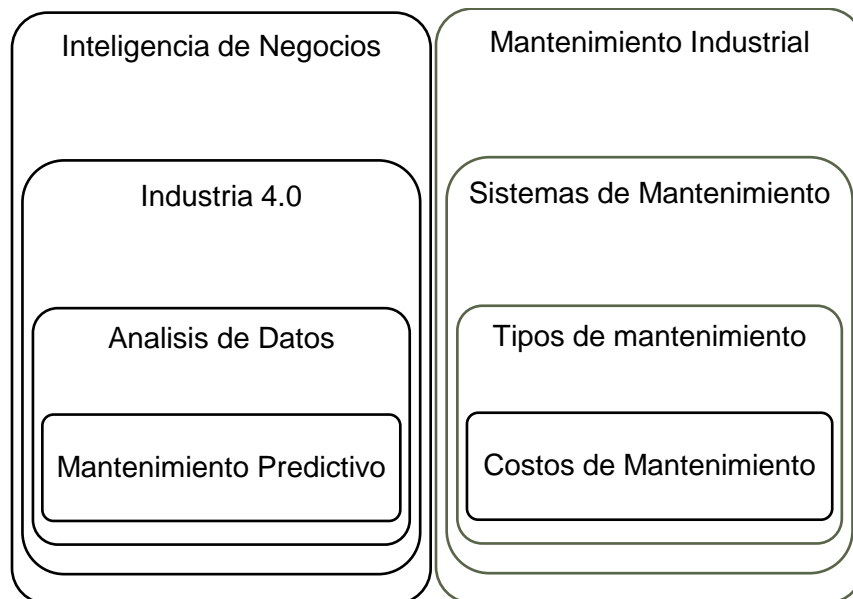 Inteligencia de Negocios
Industria 4.0
Analisis de Datos
Mantenimiento Predictivo
Mantenimiento Industrial
Sistemas de Mantenimiento
Tipos de mantenimiento
Costos de Mantenimiento